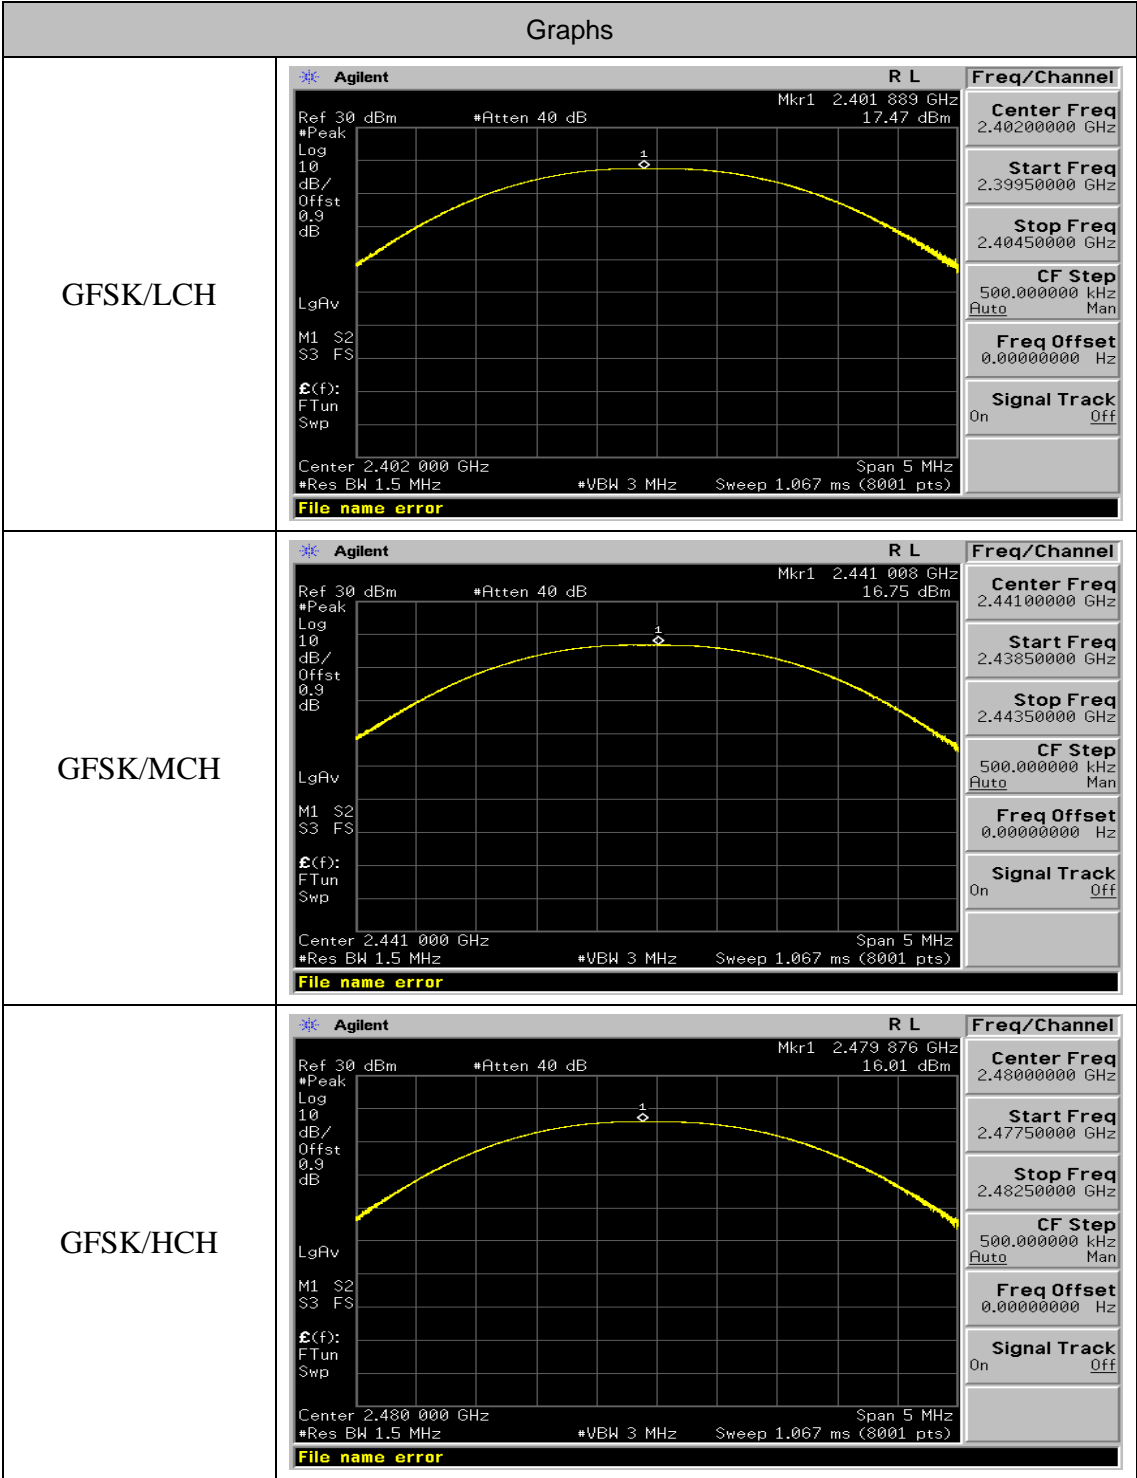 Graphs
GFSK/LCH
Agilent R L Freq/Channel
Mkr1 2.401 889 GHz
Ref 30 dBm #Atten 40 dB 17.47 dBm
#Peak
Log
10
dB/
Offst
0.9
dB
LgAv
M1 S2
S3 FS
£(f):
FTun
Swp
1
Center 2.402 000 GHz Span 5 MHz
#Res BW 1.5 MHz #VBW 3 MHz Sweep 1.067 ms (8001 pts)
File name error
Center Freq
2.40200000 GHz
Start Freq
2.39950000 GHz
Stop Freq
2.40450000 GHz
CF Step
500.000000 kHz
Auto Man
Freq Offset
0.00000000 Hz
Signal Track
On Off
GFSK/MCH
Agilent R L Freq/Channel
Mkr1 2.441 008 GHz
Ref 30 dBm #Atten 40 dB 16.75 dBm
#Peak
Log
10
dB/
Offst
0.9
dB
LgAv
M1 S2
S3 FS
£(f):
FTun
Swp
1
Center 2.441 000 GHz Span 5 MHz
#Res BW 1.5 MHz #VBW 3 MHz Sweep 1.067 ms (8001 pts)
File name error
Center Freq
2.44100000 GHz
Start Freq
2.43850000 GHz
Stop Freq
2.44350000 GHz
CF Step
500.000000 kHz
Auto Man
Freq Offset
0.00000000 Hz
Signal Track
On Off
GFSK/HCH
Agilent R L Freq/Channel
Mkr1 2.479 876 GHz
Ref 30 dBm #Atten 40 dB 16.01 dBm
#Peak
Log
10
dB/
Offst
0.9
dB
LgAv
M1 S2
S3 FS
£(f):
FTun
Swp
1
Center 2.480 000 GHz Span 5 MHz
#Res BW 1.5 MHz #VBW 3 MHz Sweep 1.067 ms (8001 pts)
File name error
Center Freq
2.48000000 GHz
Start Freq
2.47750000 GHz
Stop Freq
2.48250000 GHz
CF Step
500.000000 kHz
Auto Man
Freq Offset
0.00000000 Hz
Signal Track
On Off